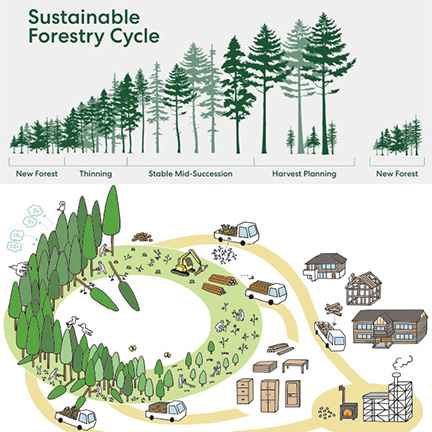 Sustainable
Forestry Cycle
New Forest
Thinning
Stable Mid-Succession
Harvest Planning
New Forest